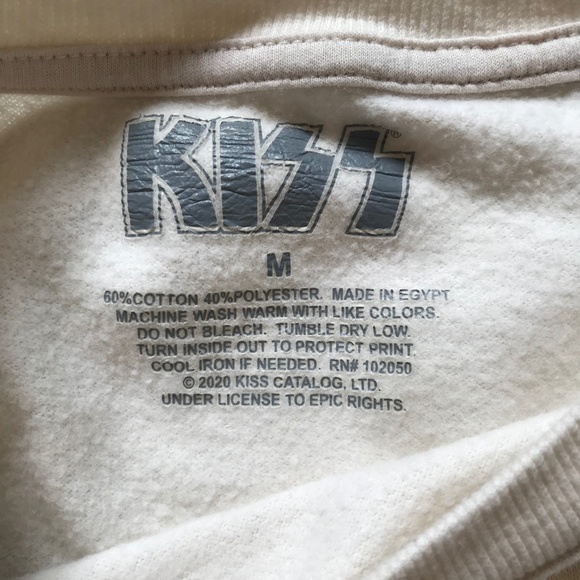 KISS®
M
60%COTTON 40%POLYESTER. MADE IN EGYPT
MACHINE WASH WARM WITH LIKE COLORS.
DO NOT BLEACH. TUMBLE DRY LOW.
TURN INSIDE OUT TO PROTECT PRINT.
COOL IRON IF NEEDED. RN# 102050
© 2020 KISS CATALOG, LTD.
UNDER LICENSE TO EPIC RIGHTS.